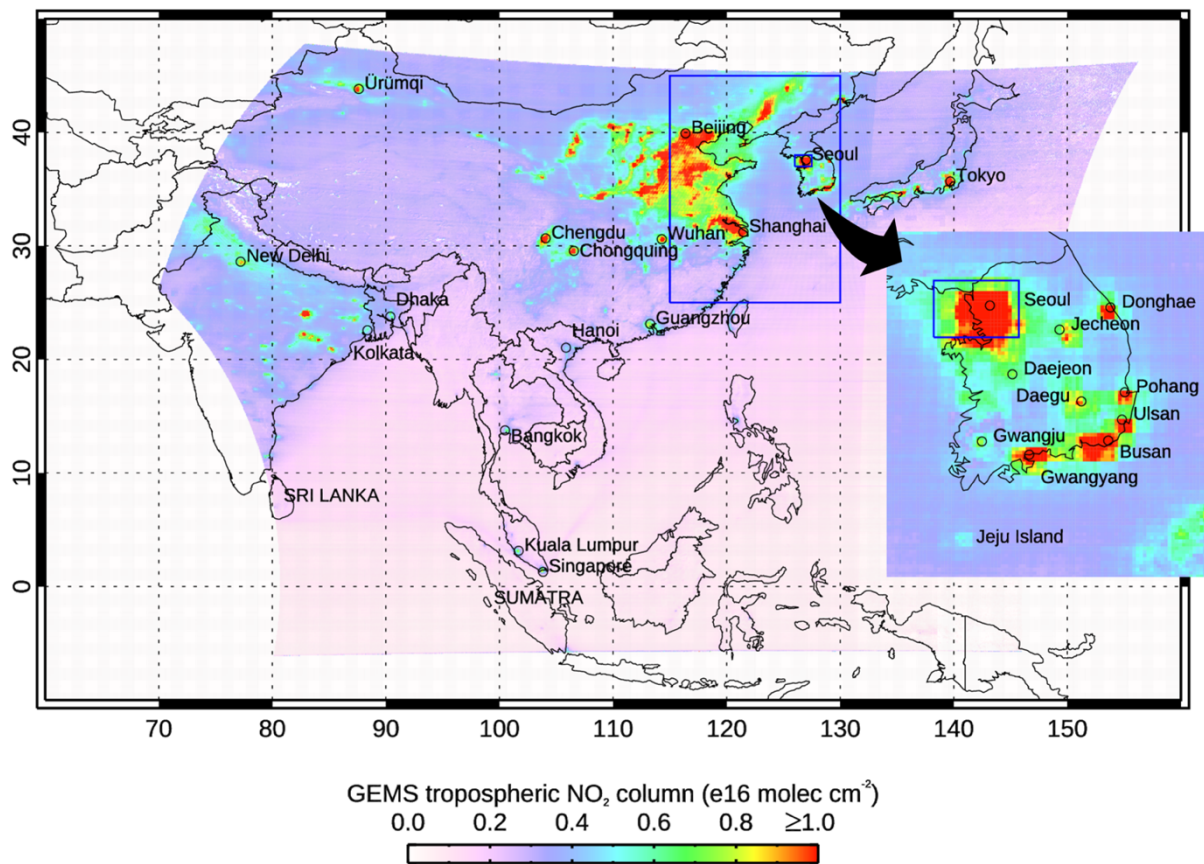 Ürümqi
40
Beijing
Seoul
Tokyo
30
Chengdu
Wuhan
Shanghai
Chongquing
New Delhi
Dhaka
Guangzhou
Hanoi
20
Kolkata
Seoul
Donghae
Jecheon
Daejeon
Daegu
Pohang
Ulsan
Gwangju
Busan
Gwangyang
Bangkok
10
SRI LANKA
Jeju Island
Kuala Lumpur
Singapore
0
SUMATRA
70 80 90 100 110 120 130 140 150
GEMS tropospheric NO₂ column (e16 molec cm⁻²)
0.0 0.2 0.4 0.6 0.8 ≥1.0